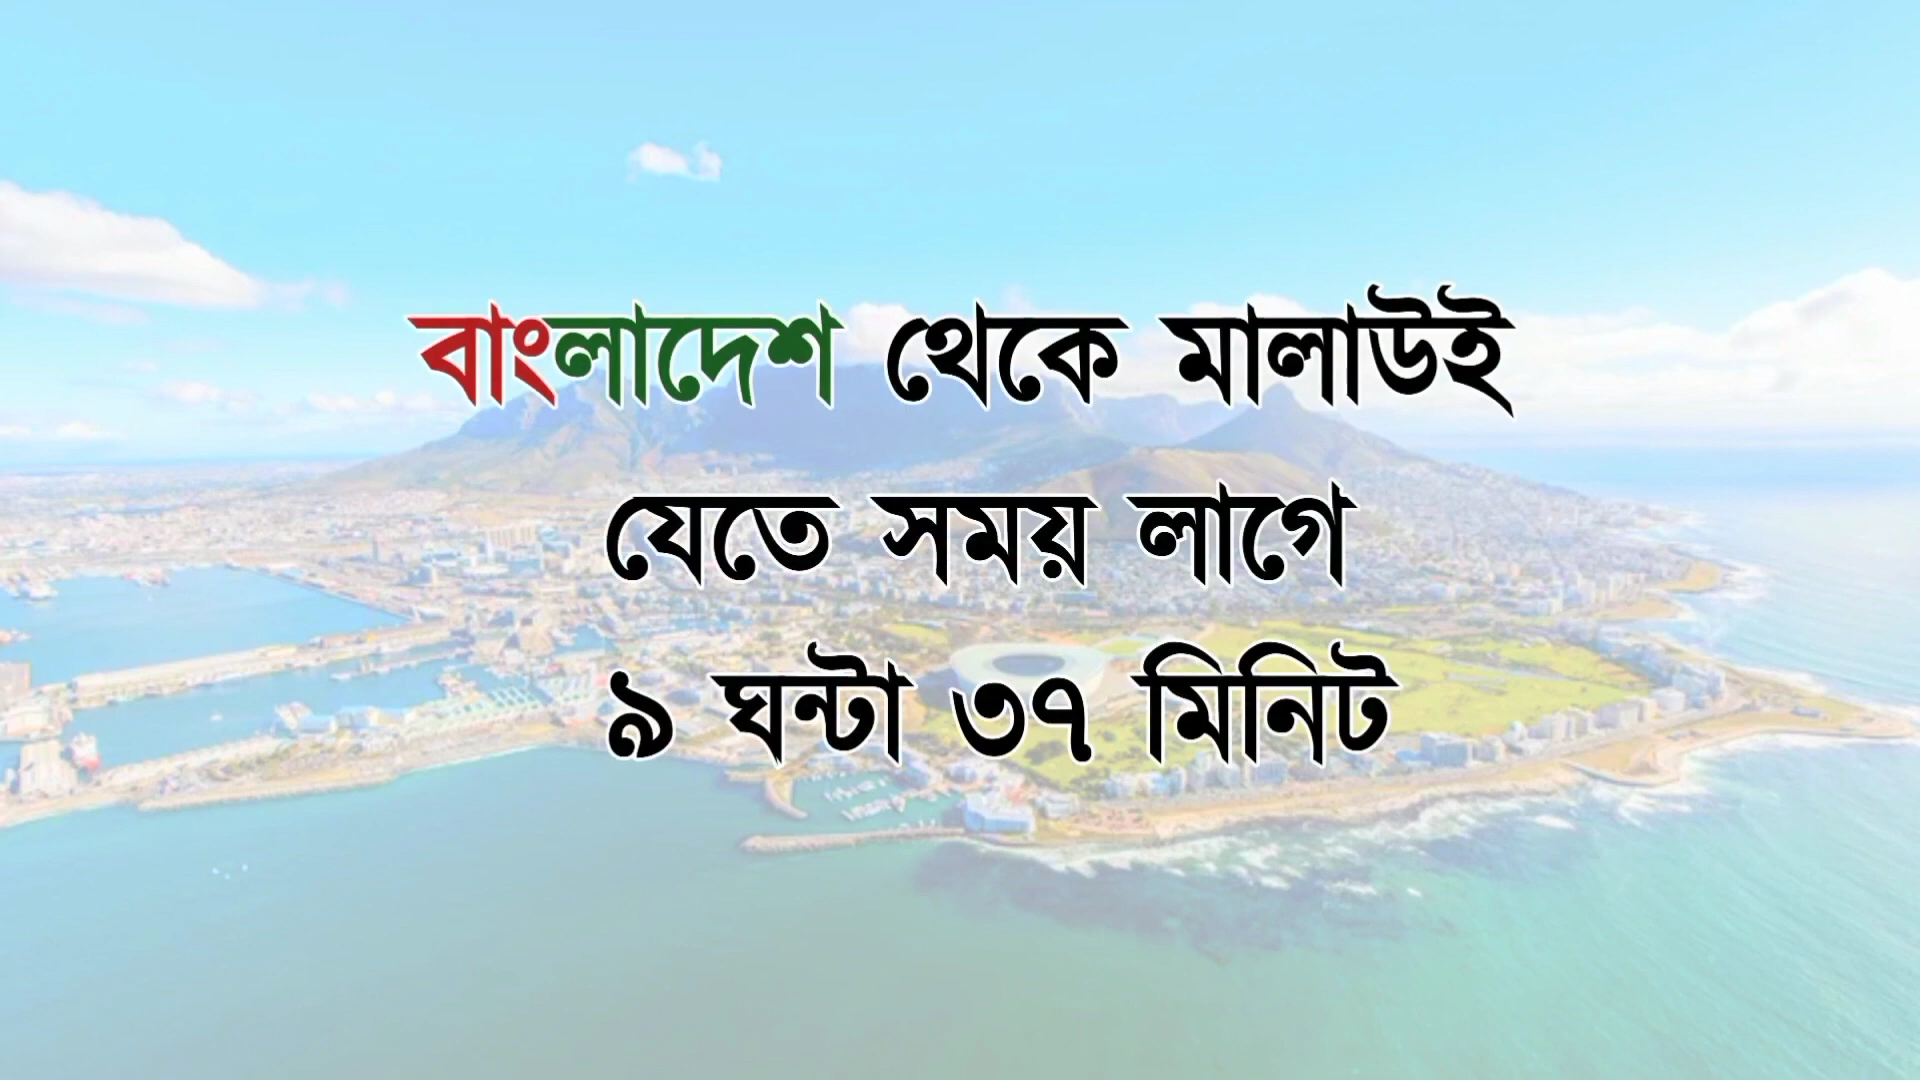 বাংলাদেশ থেকে মালাউই
যেতে সময় লাগে
৯ ঘন্টা ৩৭ মিনিট